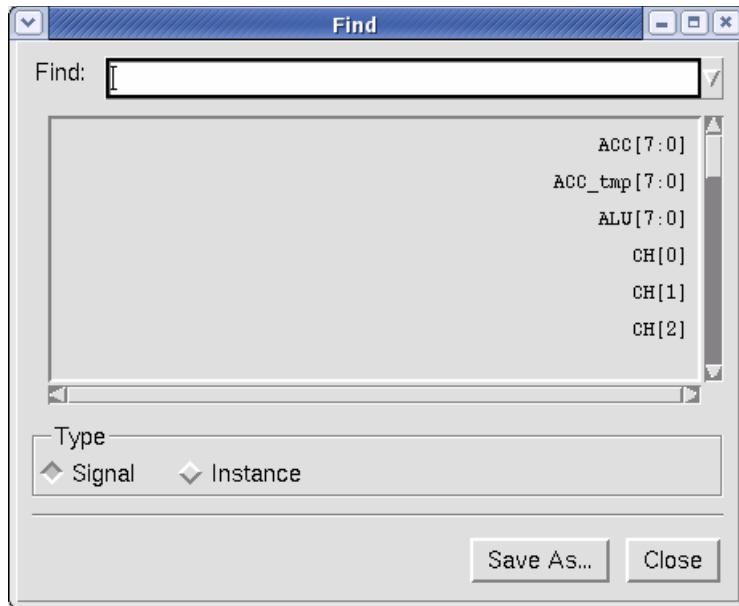 Find
Find:
ACC[7:0]
ACC_tmp[7:0]
ALU[7:0]
CH[0]
CH[1]
CH[2]
Type
Signal Instance
Save As... Close